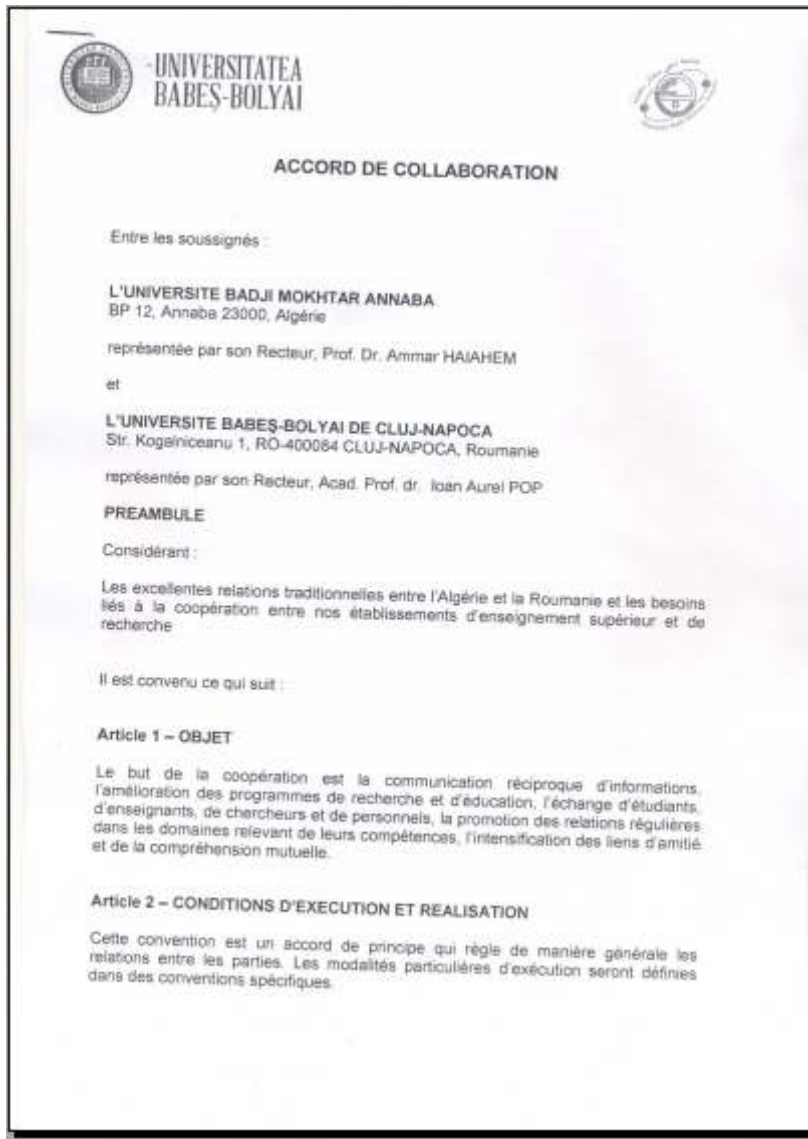 UNIVERSITATEA
BABEŞ-BOLYAI
ACCORD DE COLLABORATION
Entre les soussignés :
L'UNIVERSITE BADJI MOKHTAR ANNABA
BP 12, Annaba 23000, Algérie
représentée par son Recteur, Prof. Dr. Ammar HAIAHEM
et
L'UNIVERSITE BABEŞ-BOLYAI DE CLUJ-NAPOCA
Str. Kogalniceanu 1, RO-400084 CLUJ-NAPOCA, Roumanie
représentée par son Recteur, Acad. Prof. dr. Ioan Aurel POP
PREAMBULE
Considérant :
Les excellentes relations traditionnelles entre l'Algérie et la Roumanie et les besoins
liés à la coopération entre nos établissements d'enseignement supérieur et de
recherche
Il est convenu ce qui suit :
Article 1 – OBJET
Le but de la coopération est la communication réciproque d'informations,
l'amélioration des programmes de recherche et d'éducation, l'échange d'étudiants,
d'enseignants, de chercheurs et de personnels, la promotion des relations régulières
dans les domaines relevant de leurs compétences, l'intensification des liens d'amitié
et de la compréhension mutuelle.
Article 2 – CONDITIONS D'EXECUTION ET REALISATION
Cette convention est un accord de principe qui règle de manière générale les
relations entre les parties. Les modalités particulières d'exécution seront définies
dans des conventions spécifiques.